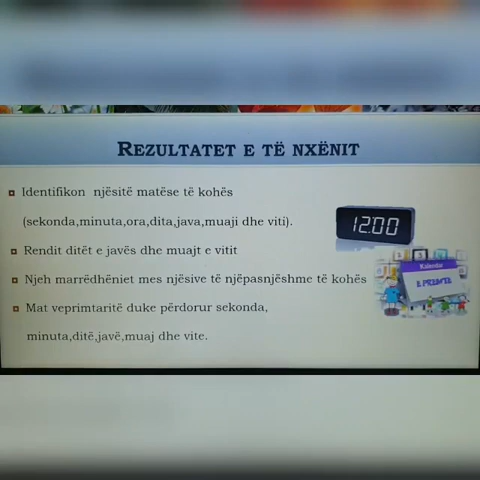 REZULTATET E TË NXËNIT
Identifikon njësitë matëse të kohës
(sekonda,minuta,ora,dita,java,muaji dhe viti).
Rendit ditët e javës dhe muajt e vitit
Njeh marrëdhëniet mes njësive të njëpasnjëshme të kohës
Mat veprimtaritë duke përdorur sekonda,
minuta,ditë,javë,muaj dhe vite.
12:00
Kalendar
E PREMTE